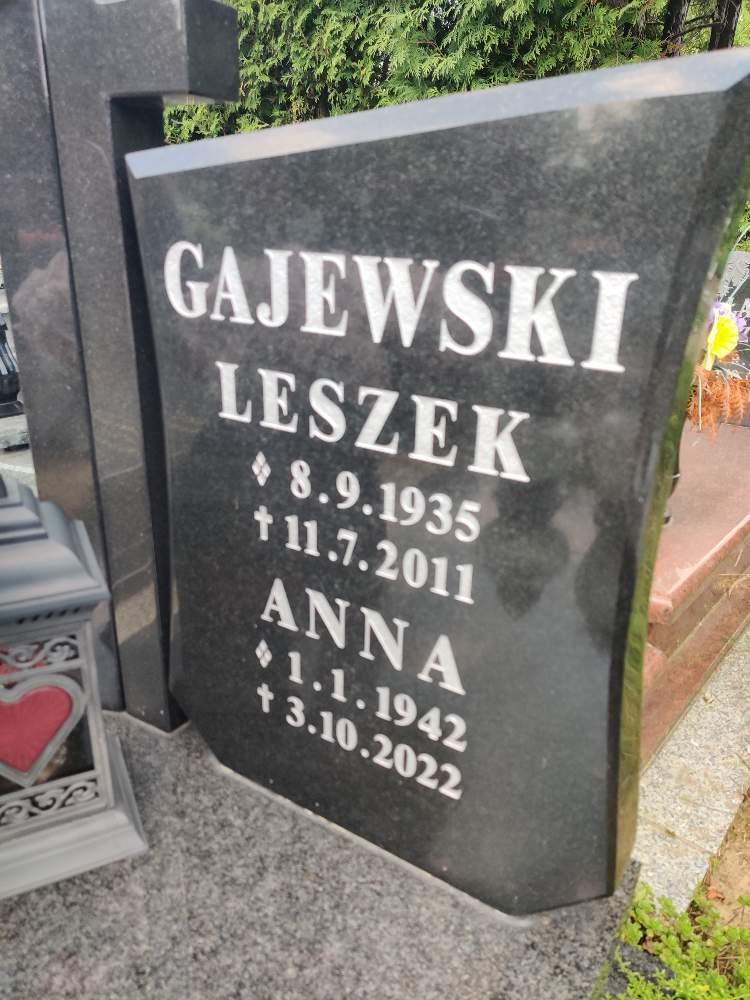 GAJEWSKI
LESZEK
8.9.1935
† 11.7.2011
ANNA
1.1.1942
† 3.10.2022